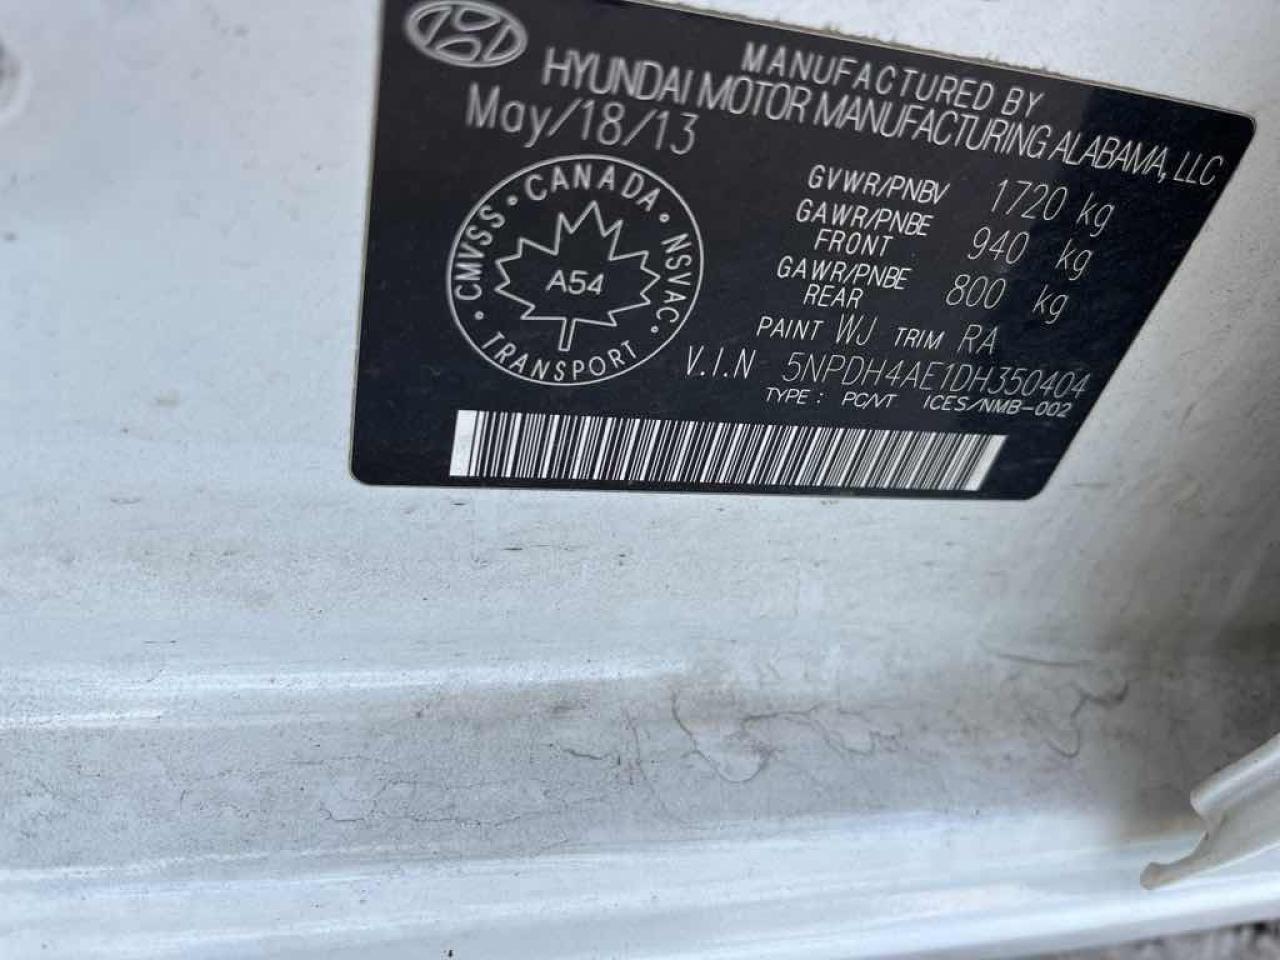 MANUFACTURED BY
HYUNDAI MOTOR MANUFACTURING ALABAMA, LLC
May/18/13
CANADA · NSVAC · TRANSPORT · CMVSS ·
A54
GVWR/PNBV 1720 kg
GAWR/PNBE FRONT 940 kg
GAWR/PNBE REAR 800 kg
PAINT WJ TRIM RA
V.I.N 5NPDH4AE1DH350404
TYPE : PC/VT ICES/NMB-002